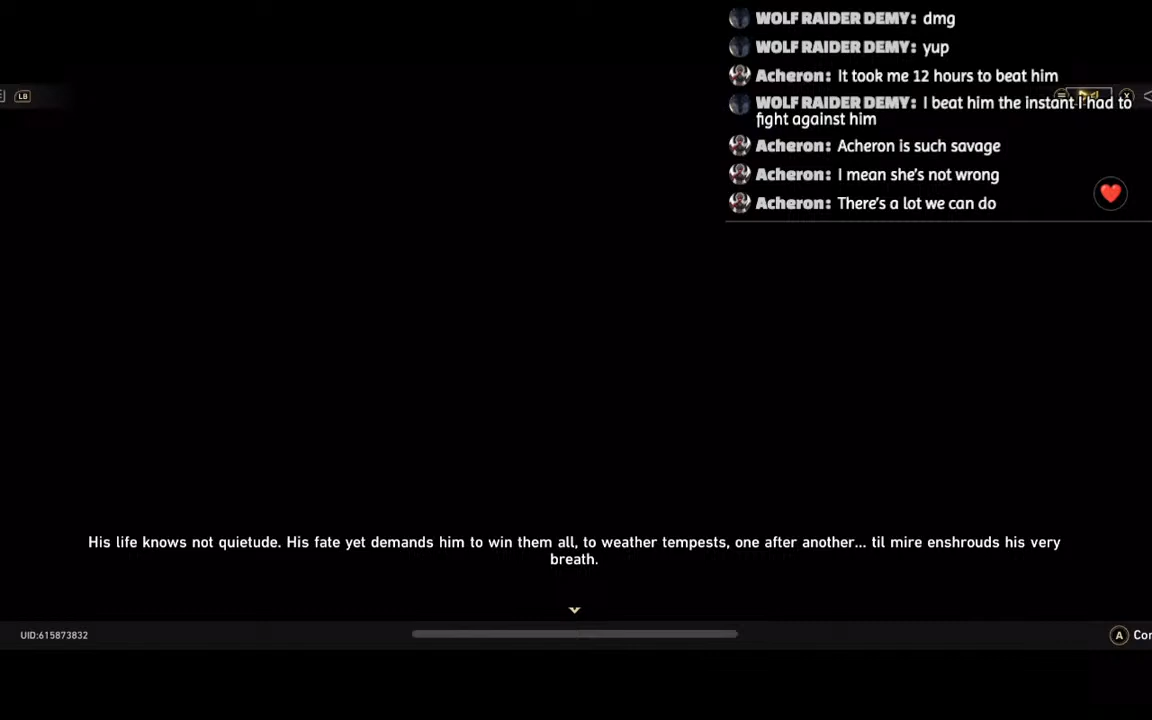 WOLF RAIDER DEMY: dmg
WOLF RAIDER DEMY: yup
LB
Acheron: It took me 12 hours to beat him
X
WOLF RAIDER DEMY: I beat him the instant I had to
fight against him
Acheron: Acheron is such savage
Acheron: I mean she's not wrong
Acheron: There's a lot we can do
His life knows not quietude. His fate yet demands him to win them all, to weather tempests, one after another... til mire enshrouds his very
breath.
UID:615873832
A Con